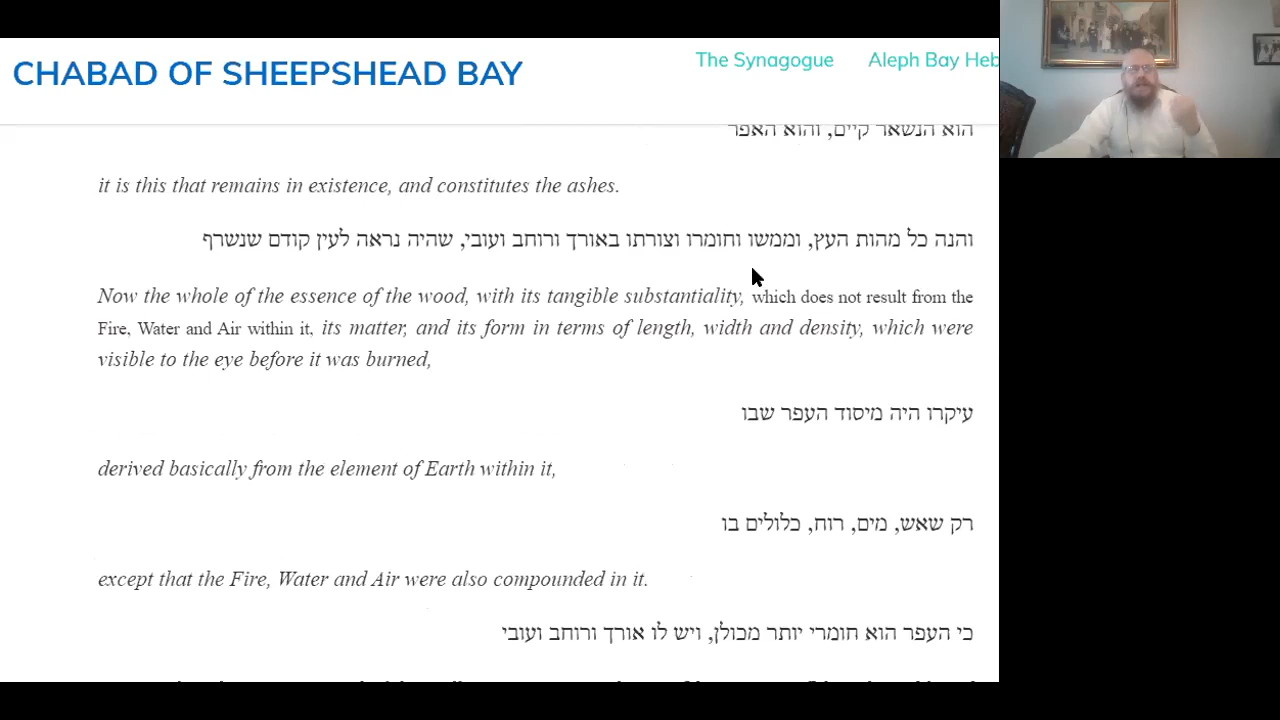 CHABAD OF SHEEPSHEAD BAY
The Synagogue
Aleph Bay Heb
הוא הנשאר קיים, והוא האפר
it is this that remains in existence, and constitutes the ashes.
והנה כל מהות העץ, וממשו וחומרו וצורתו באורך ורוחב ועובי, שהיה נראה לעין קודם שנשרף
Now the whole of the essence of the wood, with its tangible substantiality, which does not result from the
Fire, Water and Air within it, its matter, and its form in terms of length, width and density, which were
visible to the eye before it was burned,
עיקרו היה מיסוד העפר שבו
derived basically from the element of Earth within it,
רק שאש, מים, רוח, כלולים בו
except that the Fire, Water and Air were also compounded in it.
כי העפר הוא חומרי יותר מכולן, ויש לו אורך ורוחב ועובי